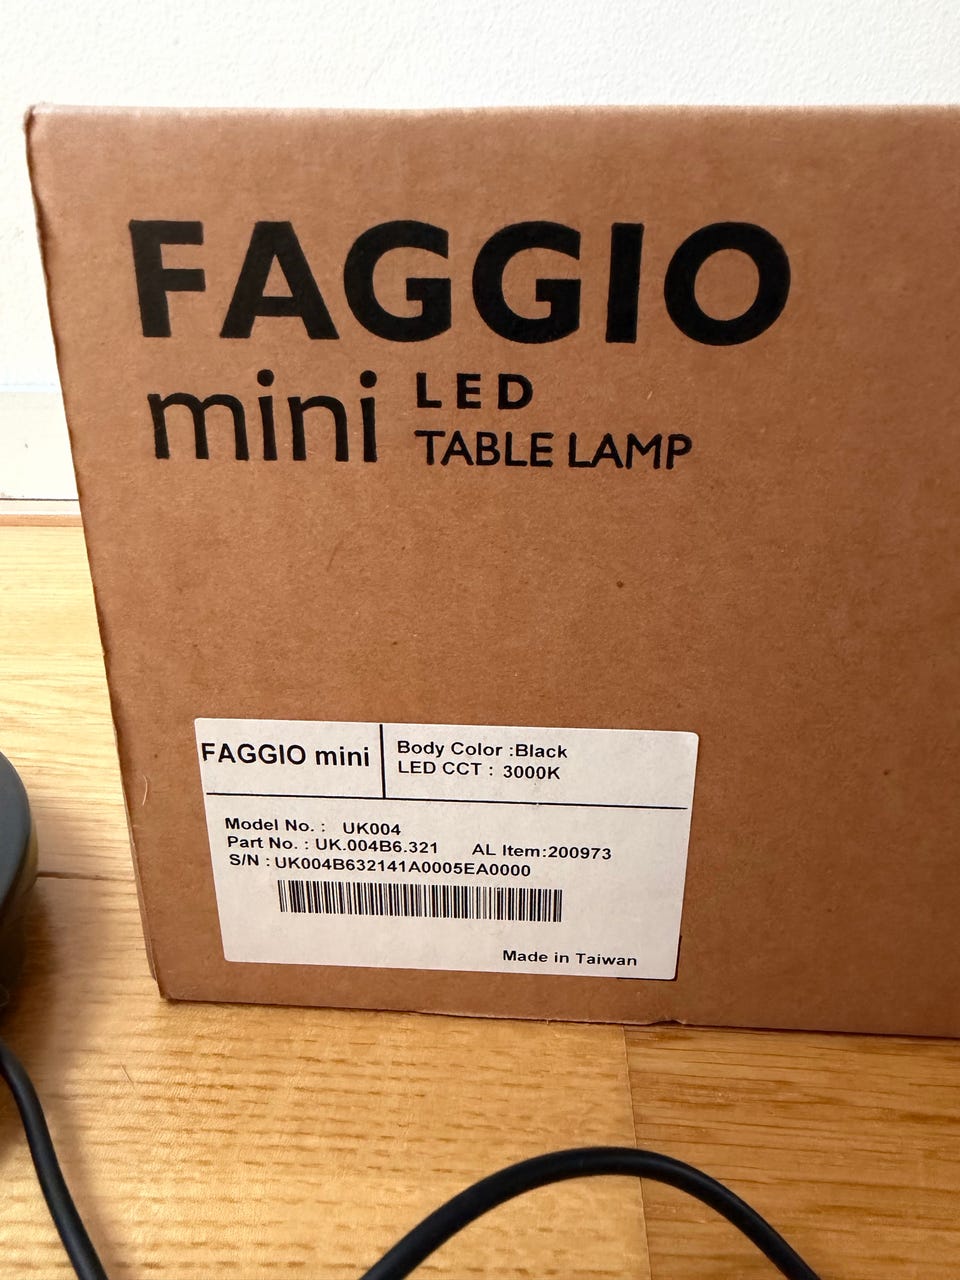 FAGGIO
mini LED
TABLE LAMP
FAGGIO mini
Body Color :Black
LED CCT : 3000K
Model No. : UK004
Part No. : UK.004B6.321 AL Item:200973
S/N : UK004B632141A0005EA0000
Made in Taiwan